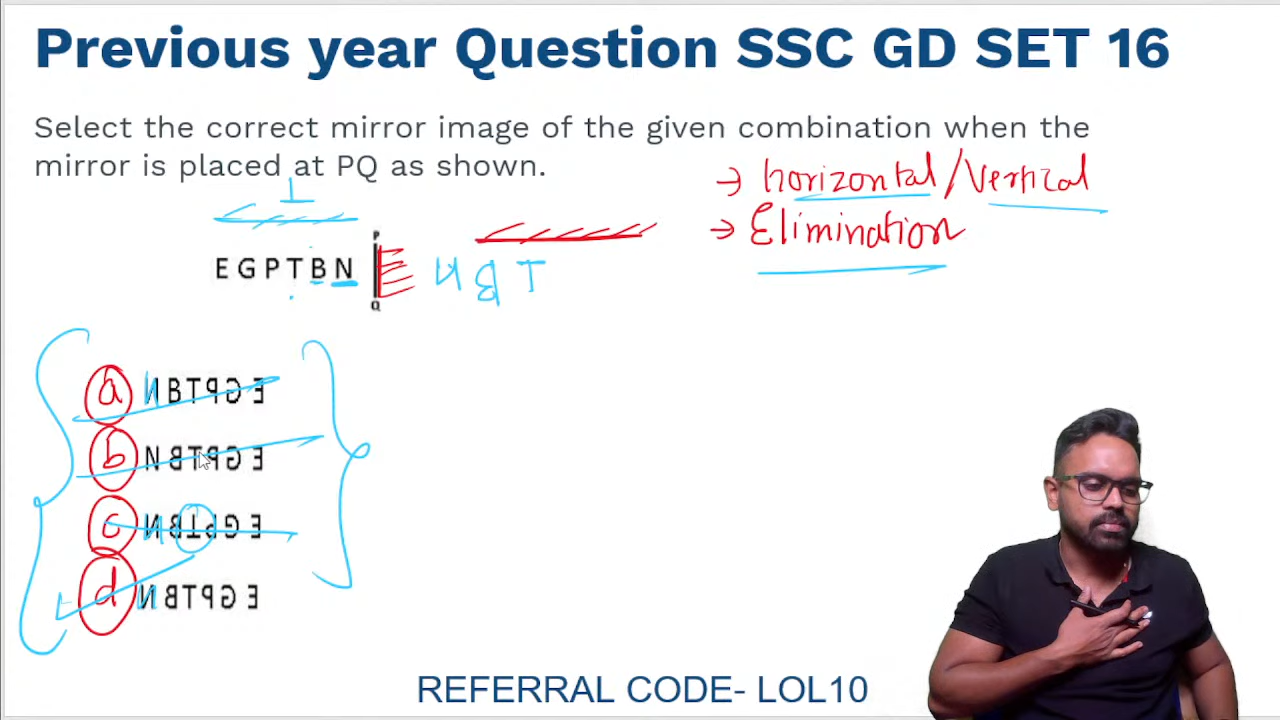 Previous year Question SSC GD SET 16
Select the correct mirror image of the given combination when the
mirror is placed at PQ as shown.
→ horizontal / Vertical
→ Elimination
P
EGPTBN
T
Q
a
b
c
d
REFERRAL CODE- LOL10